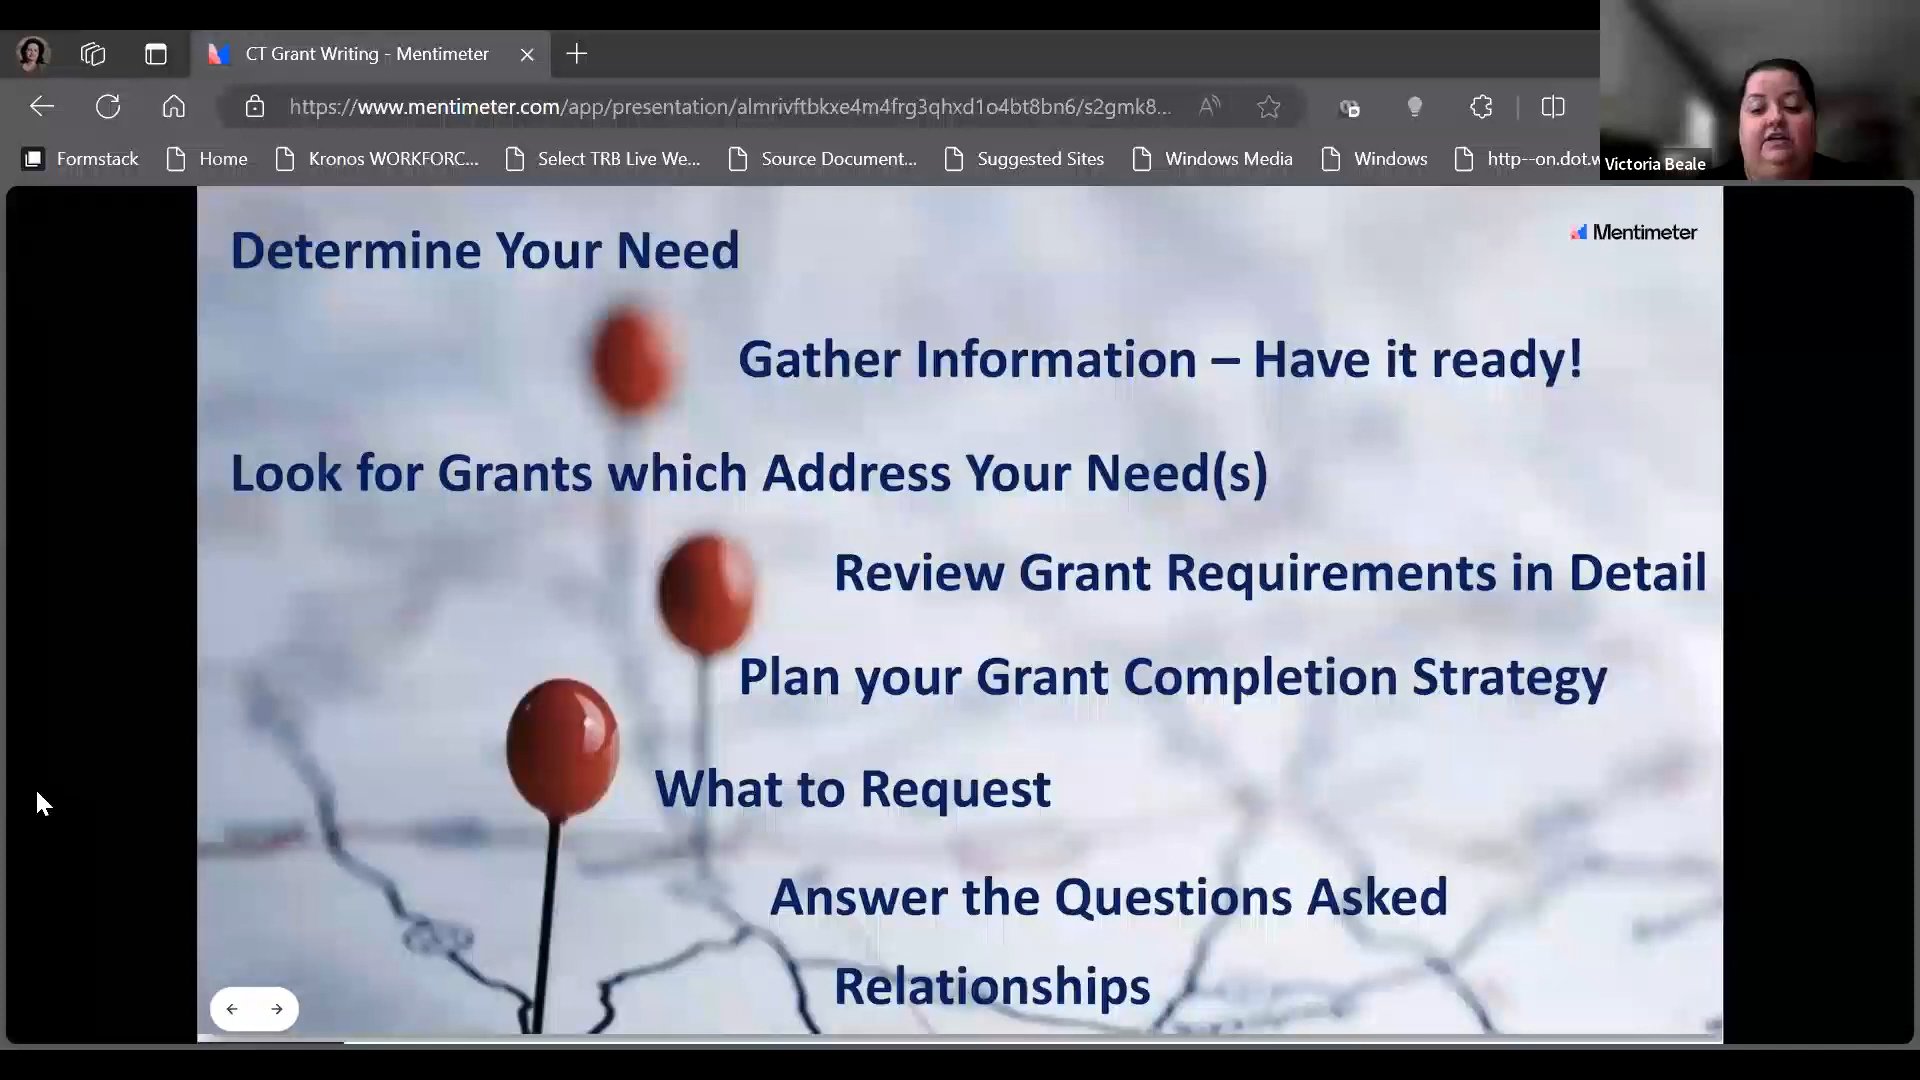 CT Grant Writing - Mentimeter
https://www.mentimeter.com/app/presentation/almrivftbkxe4m4frg3qhxd1o4bt8bn6/s2gmk8...
Formstack
Home
Kronos WORKFORC...
Select TRB Live We...
Source Document...
Suggested Sites
Windows Media
Windows
http--on.dot.w
Victoria Beale
Determine Your Need
Mentimeter
Gather Information – Have it ready!
Look for Grants which Address Your Need(s)
Review Grant Requirements in Detail
Plan your Grant Completion Strategy
What to Request
Answer the Questions Asked
Relationships